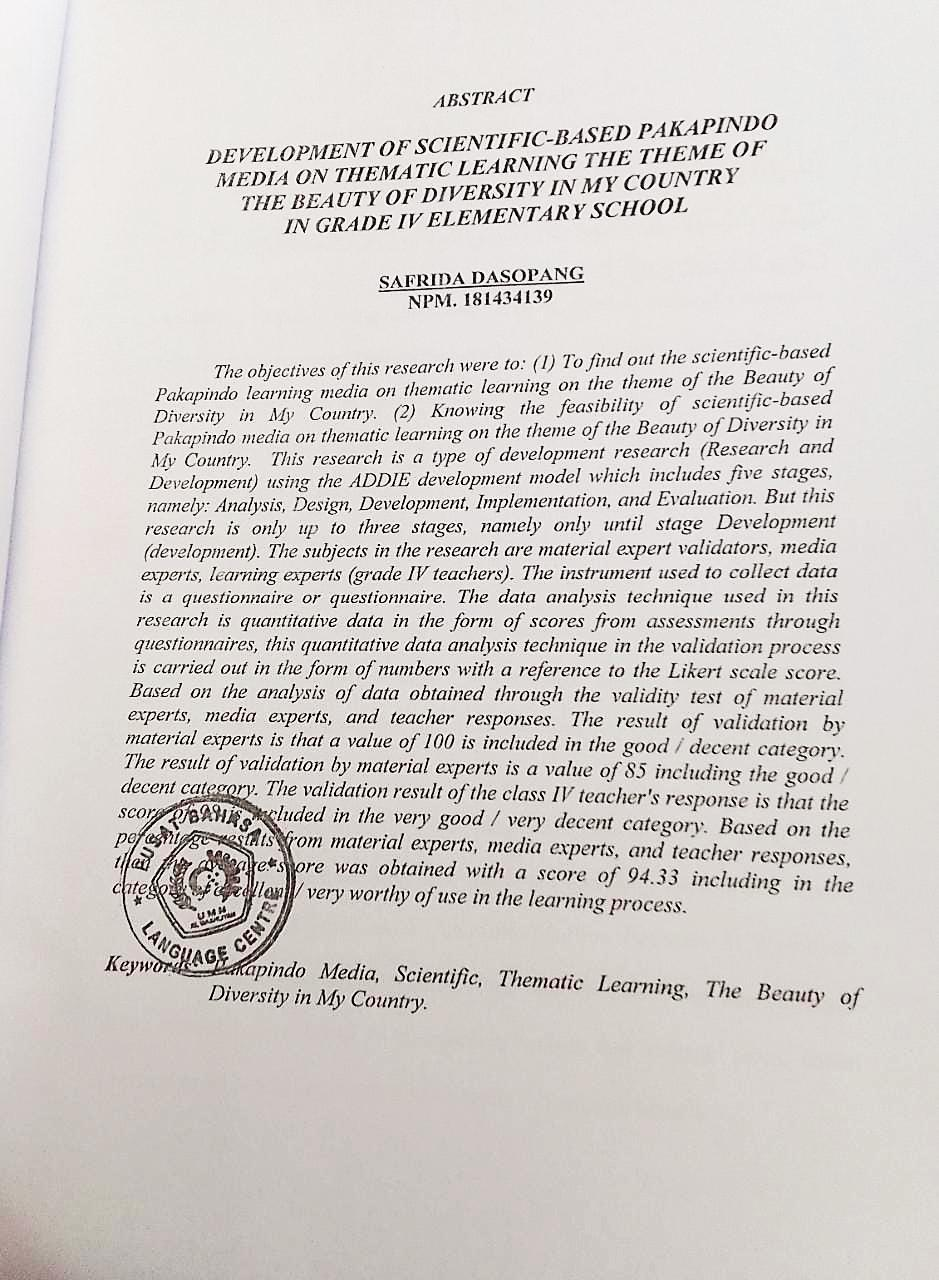 ABSTRACT
DEVELOPMENT OF SCIENTIFIC-BASED PAKAPINDO
MEDIA ON THEMATIC LEARNING THE THEME OF
THE BEAUTY OF DIVERSITY IN MY COUNTRY
IN GRADE IV ELEMENTARY SCHOOL
SAFRIDA DASOPANG
NPM. 181434139
The objectives of this research were to: (1) To find out the scientific-based
Pakapindo learning media on thematic learning on the theme of the Beauty of
Diversity in My Country. (2) Knowing the feasibility of scientific-based
Pakapindo media on thematic learning on the theme of the Beauty of Diversity in
My Country. This research is a type of development research (Research and
Development) using the ADDIE development model which includes five stages,
namely: Analysis, Design, Development, Implementation, and Evaluation. But this
research is only up to three stages, namely only until stage Development
(development). The subjects in the research are material expert validators, media
experts, learning experts (grade IV teachers). The instrument used to collect data
is a questionnaire or questionnaire. The data analysis technique used in this
research is quantitative data in the form of scores from assessments through
questionnaires, this quantitative data analysis technique in the validation process
is carried out in the form of numbers with a reference to the Likert scale score.
Based on the analysis of data obtained through the validity test of material
experts, media experts, and teacher responses. The result of validation by
material experts is that a value of 100 is included in the good / decent category.
The result of validation by material experts is a value of 85 including the good /
decent category. The validation result of the class IV teacher's response is that the
score of is included in the very good / very decent category. Based on the
percentage results from material experts, media experts, and teacher responses,
then the average score was obtained with a score of 94.33 including in the
category of excellent / very worthy of use in the learning process.
Keywords: Pakapindo Media, Scientific, Thematic Learning, The Beauty of
Diversity in My Country.
PUSAT BAHASA
UMN
AL WASHLIYAH
LANGUAGE CENTRE